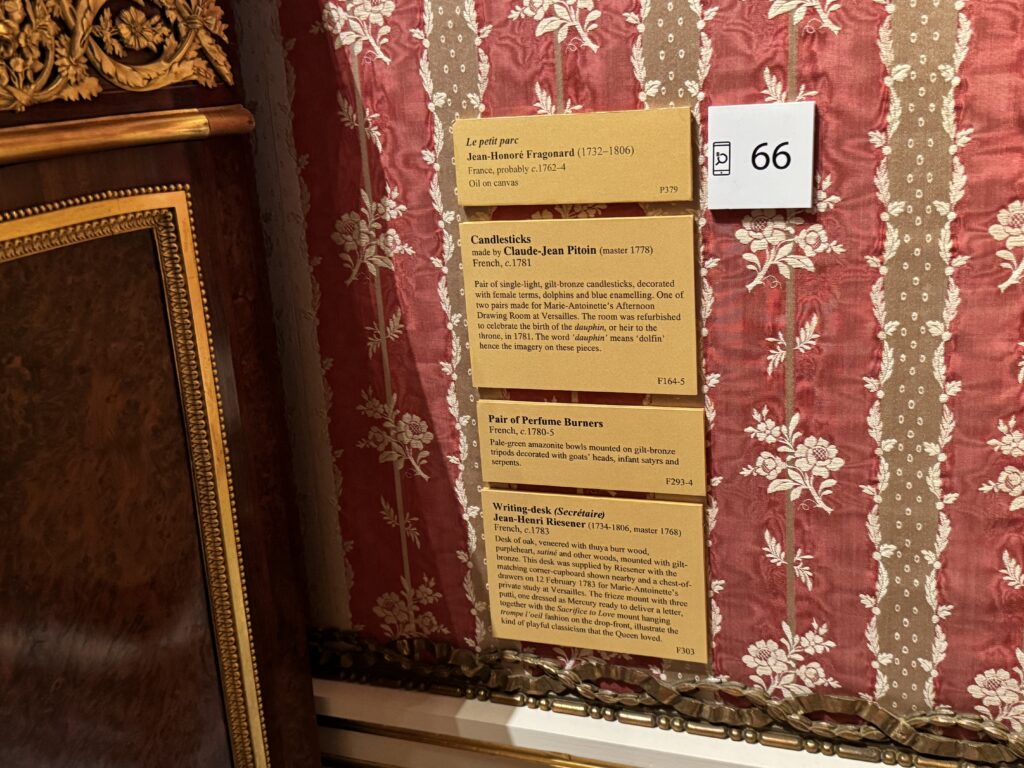 Le petit parc
Jean-Honoré Fragonard (1732–1806)
France, probably c.1762–4
Oil on canvas
P379
66
Candlesticks
made by Claude-Jean Pitoin (master 1778)
French, c.1781
Pair of single-light, gilt-bronze candlesticks, decorated
with female terms, dolphins and blue enamelling. One of
two pairs made for Marie-Antoinette's Afternoon
Drawing Room at Versailles. The room was refurbished
to celebrate the birth of the dauphin, or heir to the
throne, in 1781. The word 'dauphin' means 'dolfin'
hence the imagery on these pieces.
F164-5
Pair of Perfume Burners
French, c.1780-5
Pale-green amazonite bowls mounted on gilt-bronze
tripods decorated with goats' heads, infant satyrs and
serpents.
F293-4
Writing-desk (Secrétaire)
Jean-Henri Riesener (1734-1806, master 1768)
French, c.1783
Desk of oak, veneered with thuya burr wood,
purpleheart, satiné and other woods, mounted with gilt-
bronze. This desk was supplied by Riesener with the
matching corner-cupboard shown nearby and a chest-of-
drawers on 12 February 1783 for Marie-Antoinette's
private study at Versailles. The frieze mount with three
putti, one dressed as Mercury ready to deliver a letter,
together with the Sacrifice to Love mount hanging
trompe l'oeil fashion on the drop-front, illustrate the
kind of playful classicism that the Queen loved.
F303